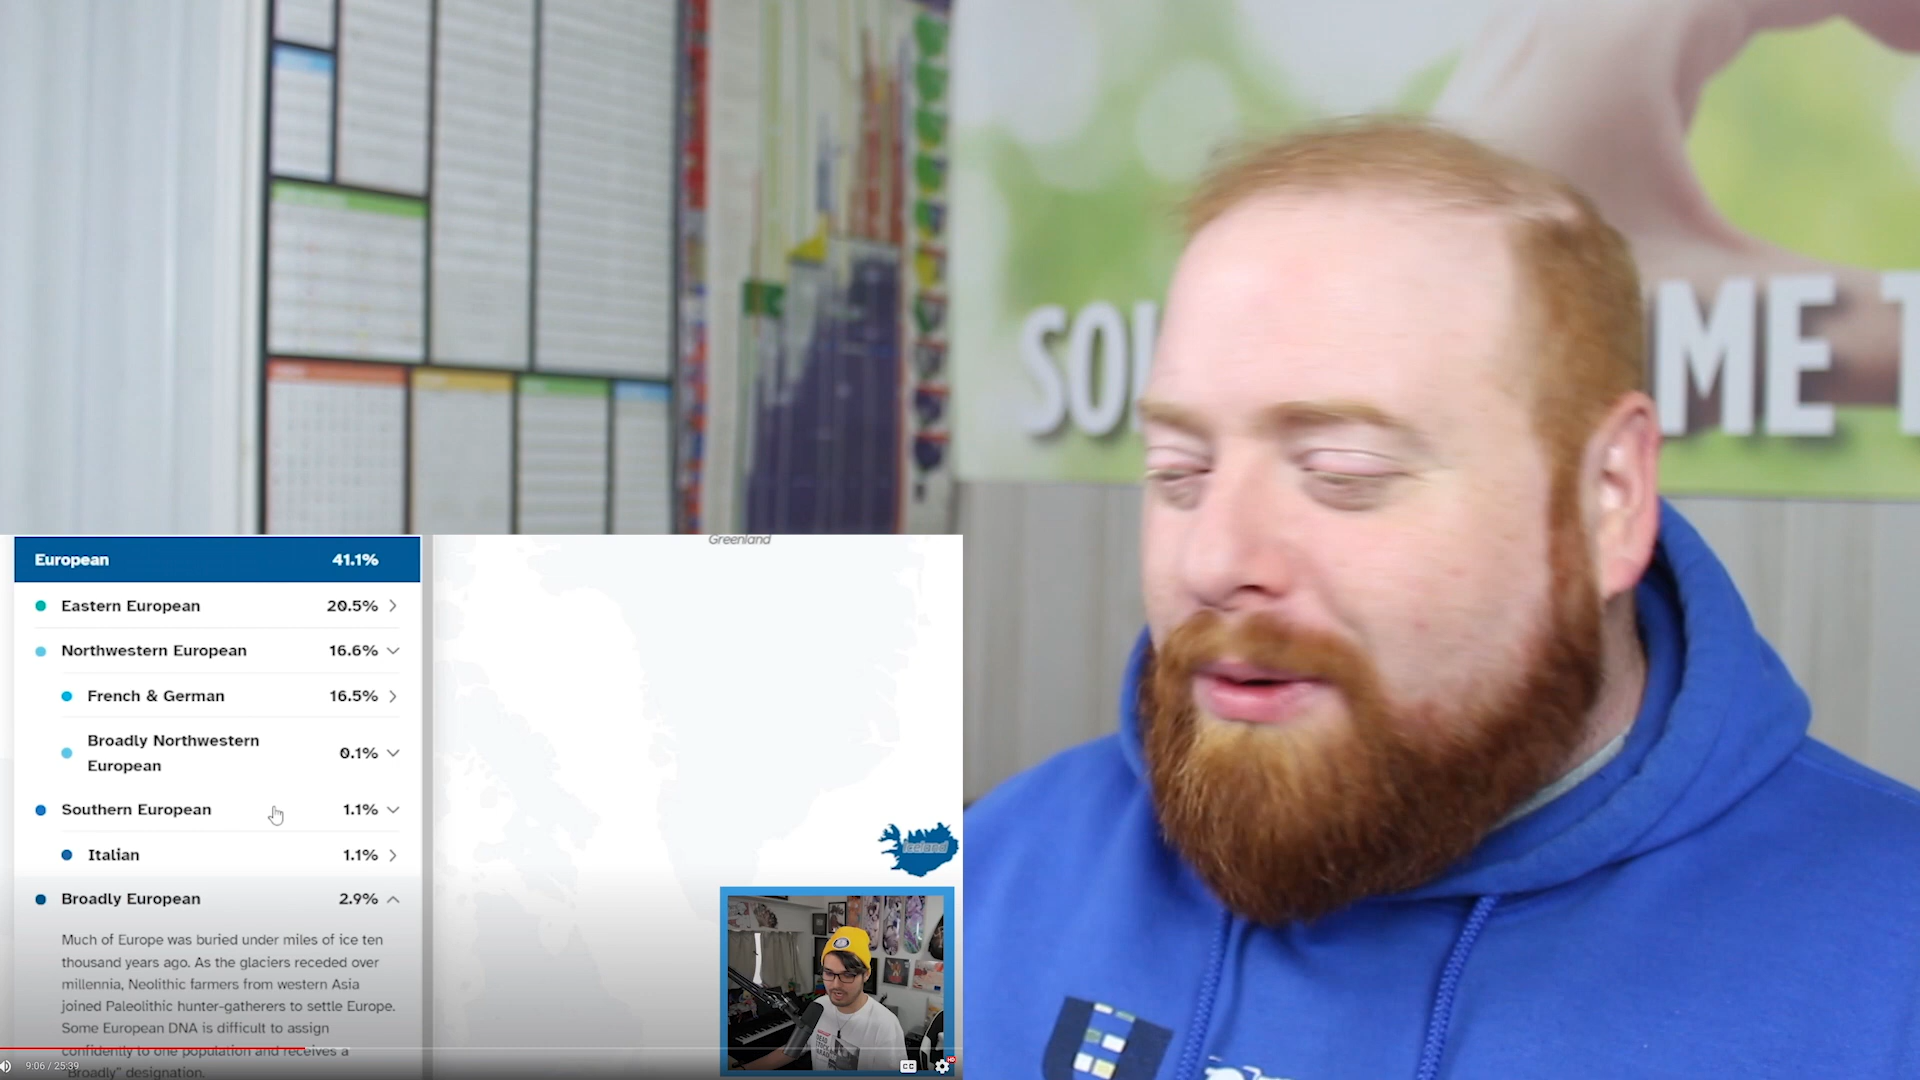 SO
ME T
Greenland
European 41.1%
Eastern European 20.5%
Northwestern European 16.6%
French & German 16.5%
Broadly Northwestern
European 0.1%
Southern European 1.1%
Italian 1.1%
Broadly European 2.9%
Much of Europe was buried under miles of ice ten
thousand years ago. As the glaciers receded over
millennia, Neolithic farmers from western Asia
joined Paleolithic hunter-gatherers to settle Europe.
Some European DNA is difficult to assign
confidently to one population and receives a
"Broadly" designation.
Iceland
9:06 / 25:39
CC
HD